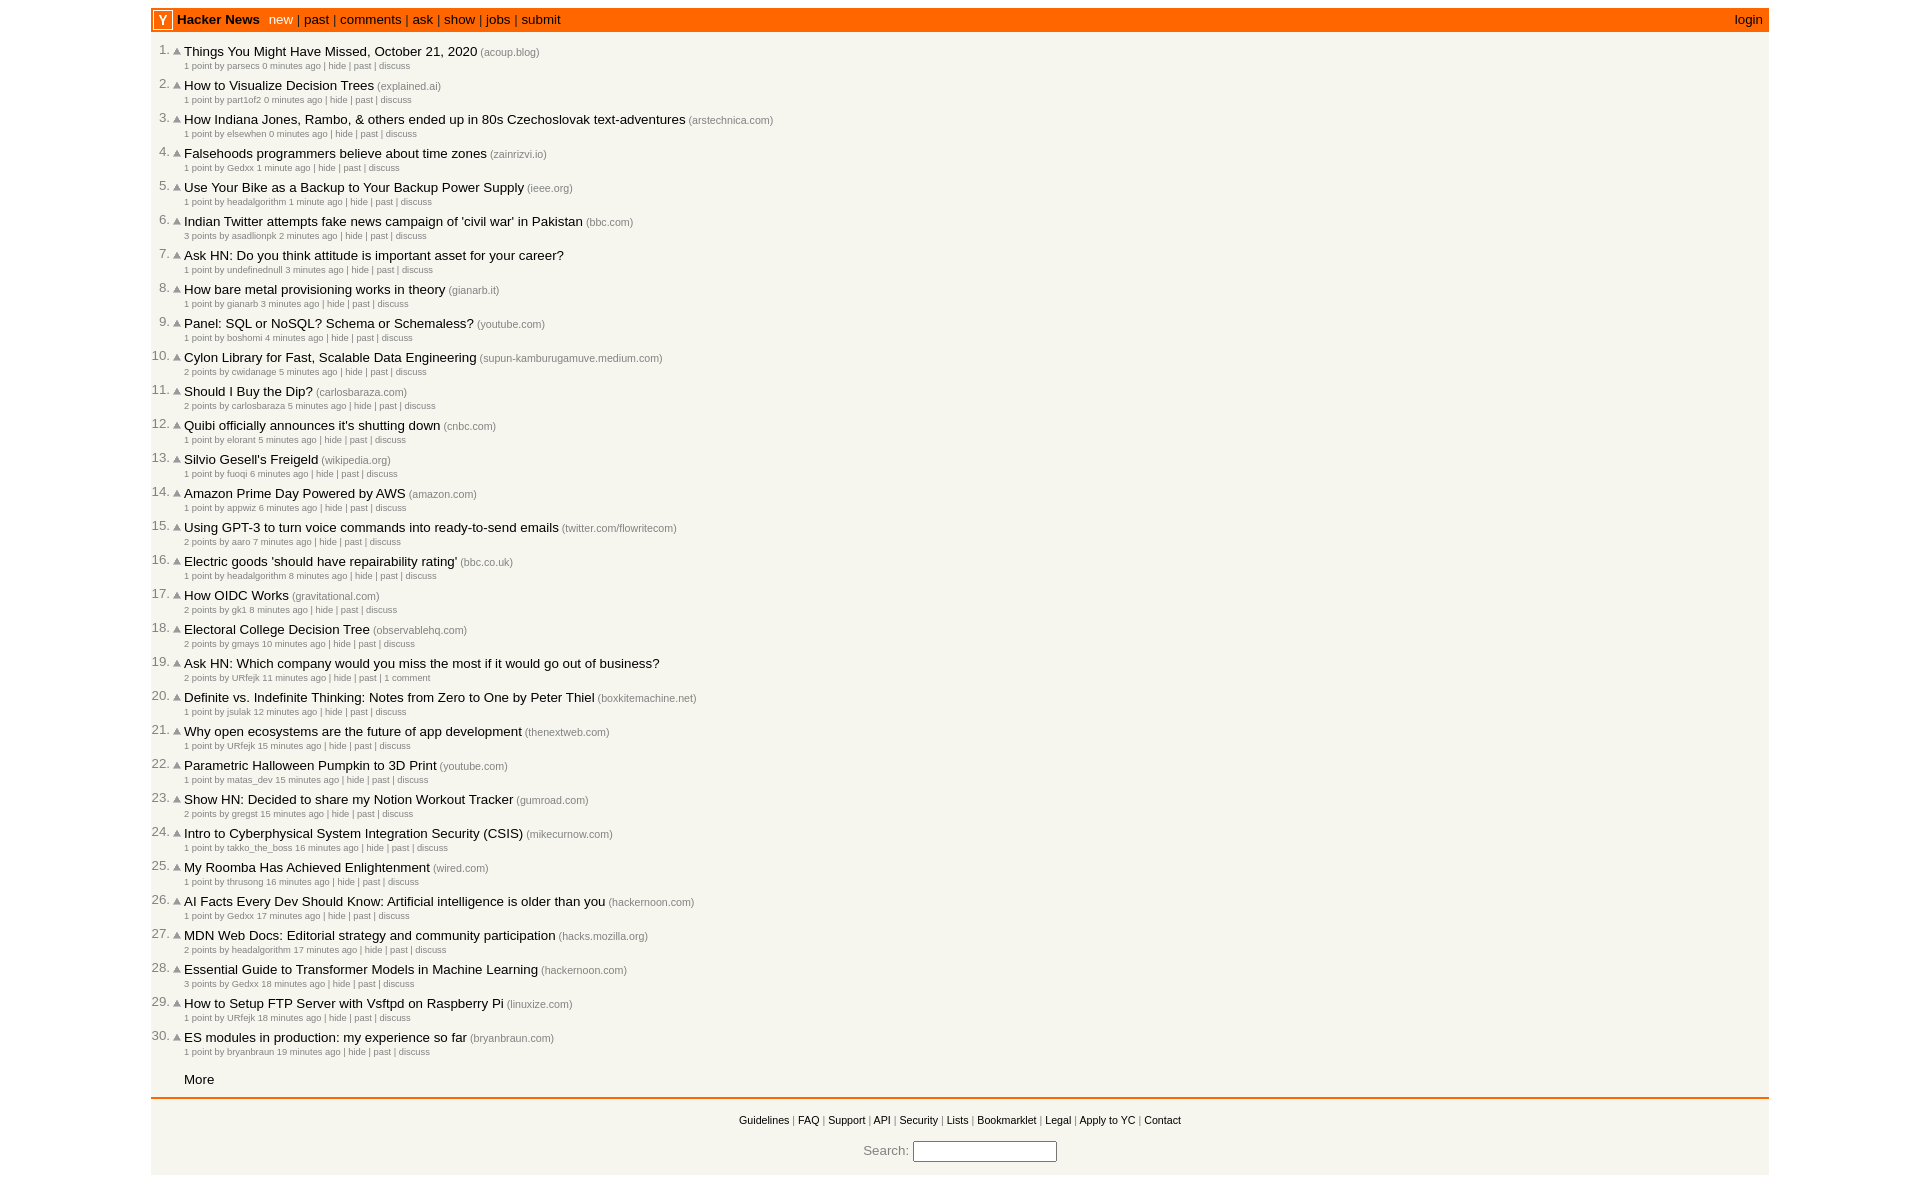 Y Hacker News new | past | comments | ask | show | jobs | submit login
1. Things You Might Have Missed, October 21, 2020 (acoup.blog)
1 point by parsecs 0 minutes ago | hide | past | discuss
2. How to Visualize Decision Trees (explained.ai)
1 point by part1of2 0 minutes ago | hide | past | discuss
3. How Indiana Jones, Rambo, & others ended up in 80s Czechoslovak text-adventures (arstechnica.com)
1 point by elsewhen 0 minutes ago | hide | past | discuss
4. Falsehoods programmers believe about time zones (zainrizvi.io)
1 point by Gedxx 1 minute ago | hide | past | discuss
5. Use Your Bike as a Backup to Your Backup Power Supply (ieee.org)
1 point by headalgorithm 1 minute ago | hide | past | discuss
6. Indian Twitter attempts fake news campaign of 'civil war' in Pakistan (bbc.com)
3 points by asadlionpk 2 minutes ago | hide | past | discuss
7. Ask HN: Do you think attitude is important asset for your career?
1 point by undefinednull 3 minutes ago | hide | past | discuss
8. How bare metal provisioning works in theory (gianarb.it)
1 point by gianarb 3 minutes ago | hide | past | discuss
9. Panel: SQL or NoSQL? Schema or Schemaless? (youtube.com)
1 point by boshomi 4 minutes ago | hide | past | discuss
10. Cylon Library for Fast, Scalable Data Engineering (supun-kamburugamuve.medium.com)
2 points by cwidanage 5 minutes ago | hide | past | discuss
11. Should I Buy the Dip? (carlosbaraza.com)
2 points by carlosbaraza 5 minutes ago | hide | past | discuss
12. Quibi officially announces it's shutting down (cnbc.com)
1 point by elorant 5 minutes ago | hide | past | discuss
13. Silvio Gesell's Freigeld (wikipedia.org)
1 point by fuoqi 6 minutes ago | hide | past | discuss
14. Amazon Prime Day Powered by AWS (amazon.com)
1 point by appwiz 6 minutes ago | hide | past | discuss
15. Using GPT-3 to turn voice commands into ready-to-send emails (twitter.com/flowritecom)
2 points by aaro 7 minutes ago | hide | past | discuss
16. Electric goods 'should have repairability rating' (bbc.co.uk)
1 point by headalgorithm 8 minutes ago | hide | past | discuss
17. How OIDC Works (gravitational.com)
2 points by gk1 8 minutes ago | hide | past | discuss
18. Electoral College Decision Tree (observablehq.com)
2 points by gmays 10 minutes ago | hide | past | discuss
19. Ask HN: Which company would you miss the most if it would go out of business?
2 points by URfejk 11 minutes ago | hide | past | 1 comment
20. Definite vs. Indefinite Thinking: Notes from Zero to One by Peter Thiel (boxkitemachine.net)
1 point by jsulak 12 minutes ago | hide | past | discuss
21. Why open ecosystems are the future of app development (thenextweb.com)
1 point by URfejk 15 minutes ago | hide | past | discuss
22. Parametric Halloween Pumpkin to 3D Print (youtube.com)
1 point by matas_dev 15 minutes ago | hide | past | discuss
23. Show HN: Decided to share my Notion Workout Tracker (gumroad.com)
2 points by gregst 15 minutes ago | hide | past | discuss
24. Intro to Cyberphysical System Integration Security (CSIS) (mikecurnow.com)
1 point by takko_the_boss 16 minutes ago | hide | past | discuss
25. My Roomba Has Achieved Enlightenment (wired.com)
1 point by thrusong 16 minutes ago | hide | past | discuss
26. AI Facts Every Dev Should Know: Artificial intelligence is older than you (hackernoon.com)
1 point by Gedxx 17 minutes ago | hide | past | discuss
27. MDN Web Docs: Editorial strategy and community participation (hacks.mozilla.org)
2 points by headalgorithm 17 minutes ago | hide | past | discuss
28. Essential Guide to Transformer Models in Machine Learning (hackernoon.com)
3 points by Gedxx 18 minutes ago | hide | past | discuss
29. How to Setup FTP Server with Vsftpd on Raspberry Pi (linuxize.com)
1 point by URfejk 18 minutes ago | hide | past | discuss
30. ES modules in production: my experience so far (bryanbraun.com)
1 point by bryanbraun 19 minutes ago | hide | past | discuss
More
Guidelines | FAQ | Support | API | Security | Lists | Bookmarklet | Legal | Apply to YC | Contact
Search: